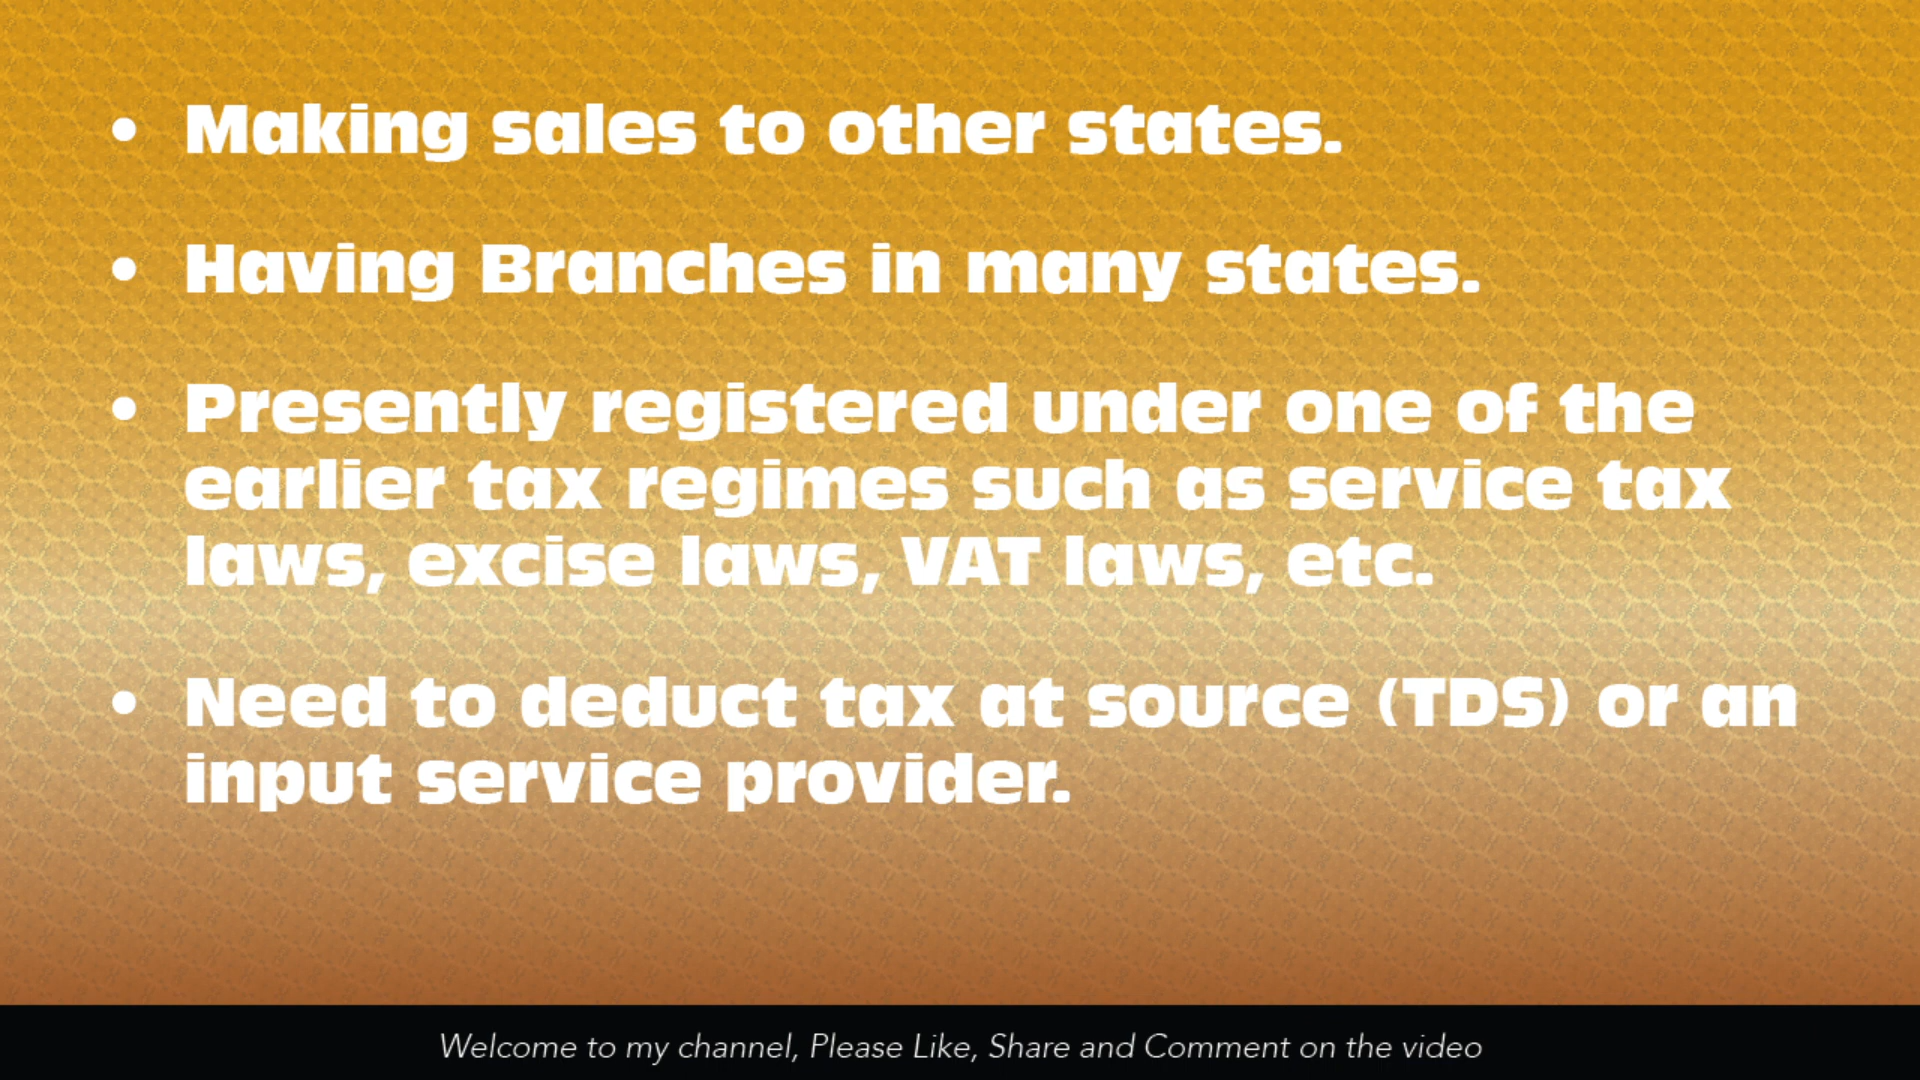 • Making sales to other states.
• Having Branches in many states.
• Presently registered under one of the
earlier tax regimes such as service tax
laws, excise laws, VAT laws, etc.
• Need to deduct tax at source (TDS) or an
input service provider.
Welcome to my channel, Please Like, Share and Comment on the video